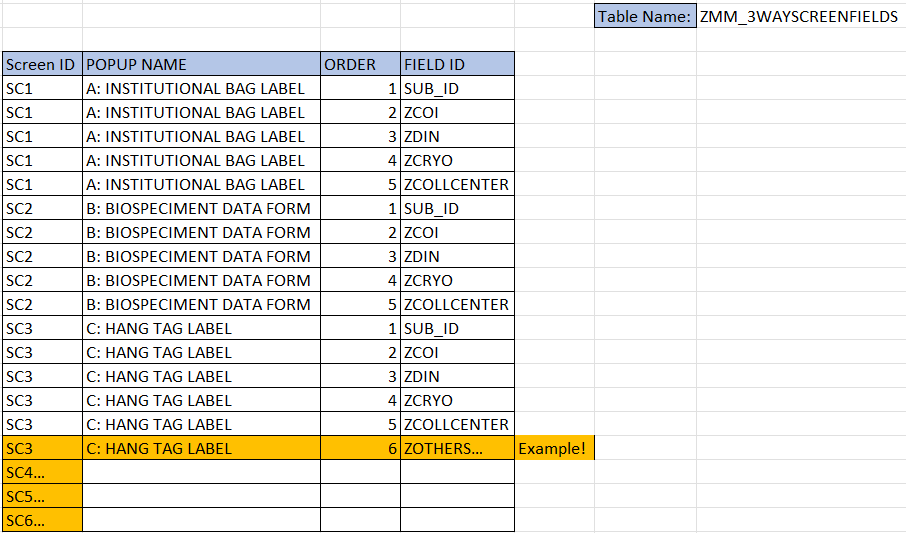 Table Name: ZMM_3WAYSCREENFIELDS
Screen ID POPUP NAME ORDER FIELD ID
SC1 A: INSTITUTIONAL BAG LABEL 1 SUB_ID
SC1 A: INSTITUTIONAL BAG LABEL 2 ZCOI
SC1 A: INSTITUTIONAL BAG LABEL 3 ZDIN
SC1 A: INSTITUTIONAL BAG LABEL 4 ZCRYO
SC1 A: INSTITUTIONAL BAG LABEL 5 ZCOLLCENTER
SC2 B: BIOSPECIMENT DATA FORM 1 SUB_ID
SC2 B: BIOSPECIMENT DATA FORM 2 ZCOI
SC2 B: BIOSPECIMENT DATA FORM 3 ZDIN
SC2 B: BIOSPECIMENT DATA FORM 4 ZCRYO
SC2 B: BIOSPECIMENT DATA FORM 5 ZCOLLCENTER
SC3 C: HANG TAG LABEL 1 SUB_ID
SC3 C: HANG TAG LABEL 2 ZCOI
SC3 C: HANG TAG LABEL 3 ZDIN
SC3 C: HANG TAG LABEL 4 ZCRYO
SC3 C: HANG TAG LABEL 5 ZCOLLCENTER
SC3 C: HANG TAG LABEL 6 ZOTHERS... Example!
SC4...
SC5...
SC6...